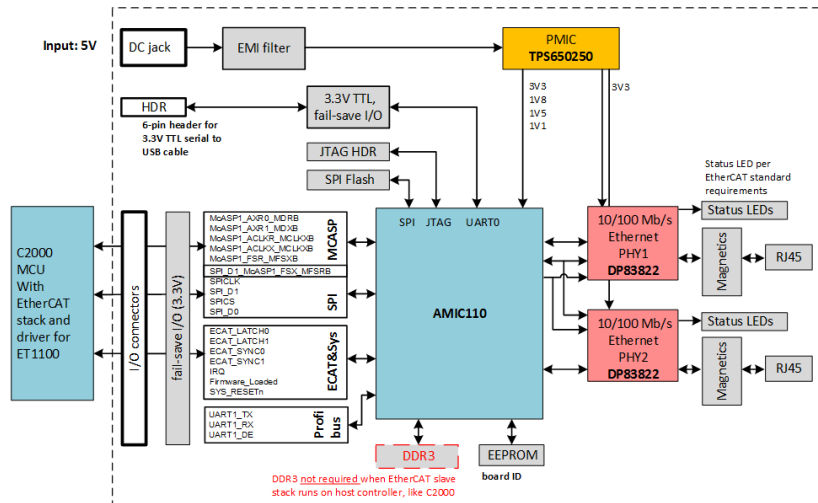 Input: 5V
DC jack
EMI filter
PMIC
TPS650250
3V3
1V8
1V5
1V1
3V3
HDR
6-pin header for
3.3V TTL serial to
USB cable
3.3V TTL,
fail-save I/O
JTAG HDR
SPI Flash
Status LED per
EtherCAT standard
requirements
C2000
MCU
With
EtherCAT
stack and
driver for
ET1100
I/O connectors
fail-save I/O (3.3V)
McASP1_AXR0_MDRB
McASP1_AXR1_MDXB
McASP1_ACLKR_MCLKXB
McASP1_ACLKX_MCLKXB
McASP1_FSR_MFSXB
MCASP
SPI_D1_McASP1_FSX_MFSRB
SPICLK
SPI_D1
SPICS
SPI_D0
SPI
ECAT_LATCH0
ECAT_LATCH1
ECAT_SYNC0
ECAT_SYNC1
IRQ
Firmware_Loaded
SYS_RESETn
ECAT&Sys
UART1_TX
UART1_RX
UART1_DE
Profi
bus
SPI JTAG UART0
AMIC110
10/100 Mb/s
Ethernet
PHY1
DP83822
Status LEDs
Magnetics
RJ45
10/100 Mb/s
Ethernet
PHY2
DP83822
Status LEDs
Magnetics
RJ45
DDR3
DDR3 not required when EtherCAT slave
stack runs on host controller, like C2000
EEPROM
board ID